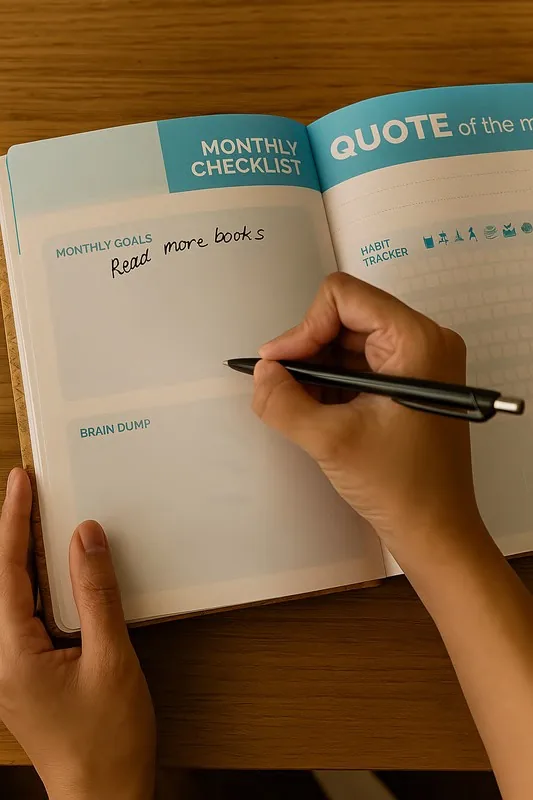 MONTHLY
CHECKLIST
MONTHLY GOALS
Read more books
BRAIN DUMP
QUOTE of the m
HABIT
TRACKER